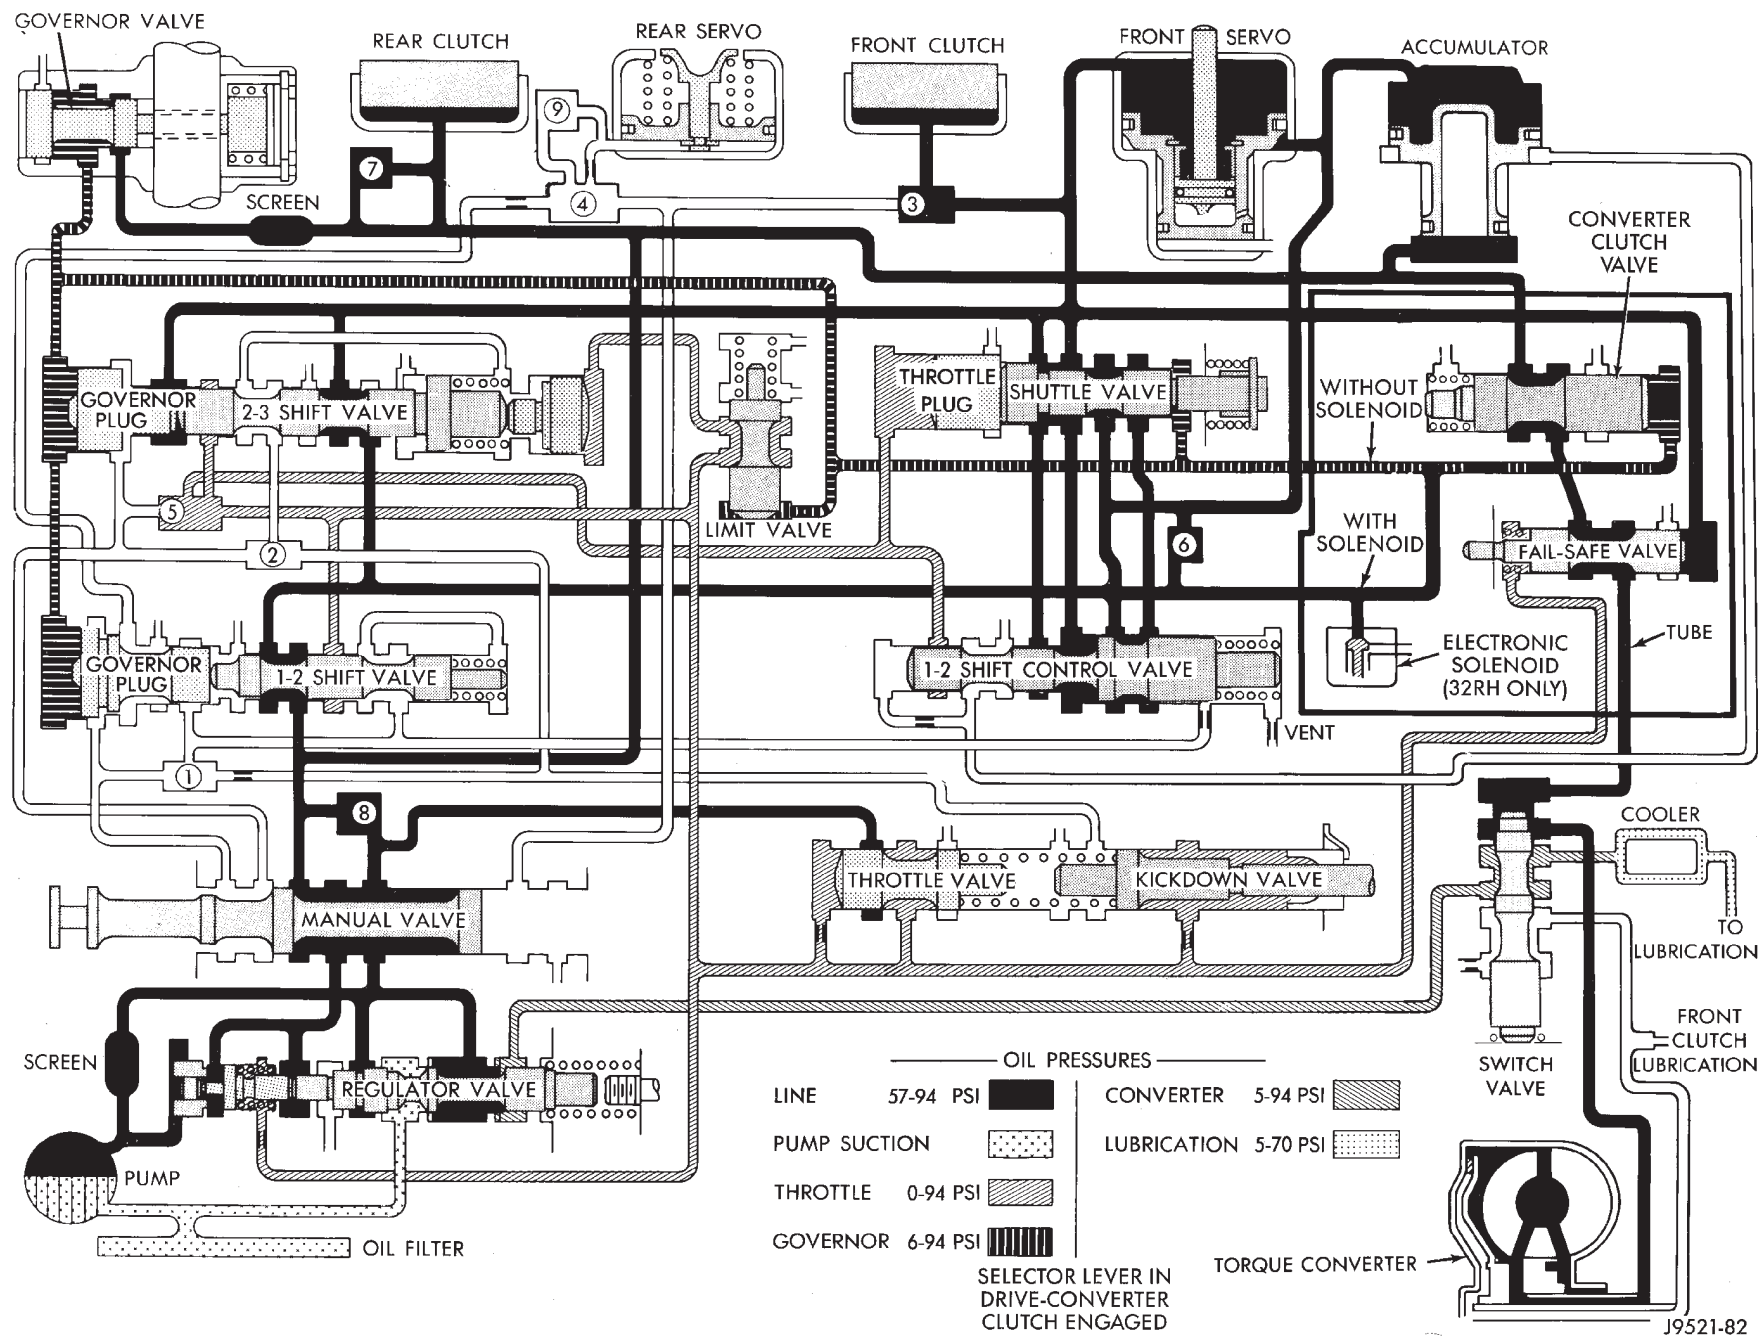 GOVERNOR VALVE
REAR CLUTCH
REAR SERVO
FRONT CLUTCH
FRONT SERVO
ACCUMULATOR
9
7
SCREEN
4
3
CONVERTER
CLUTCH
VALVE
GOVERNOR
PLUG
2-3 SHIFT VALVE
THROTTLE
PLUG
SHUTTLE VALVE
WITHOUT
SOLENOID
5
LIMIT VALVE
WITH
SOLENOID
2
6
FAIL-SAFE VALVE
GOVERNOR
PLUG
1-2 SHIFT VALVE
1-2 SHIFT CONTROL VALVE
ELECTRONIC
SOLENOID
(32RH ONLY)
TUBE
VENT
1
8
COOLER
THROTTLE VALVE
KICKDOWN VALVE
MANUAL VALVE
TO
LUBRICATION
SCREEN
REGULATOR VALVE
FRONT
CLUTCH
LUBRICATION
SWITCH
VALVE
OIL PRESSURES
LINE 57-94 PSI
CONVERTER 5-94 PSI
PUMP SUCTION
LUBRICATION 5-70 PSI
PUMP
THROTTLE 0-94 PSI
GOVERNOR 6-94 PSI
OIL FILTER
TORQUE CONVERTER
SELECTOR LEVER IN
DRIVE-CONVERTER
CLUTCH ENGAGED
J9521-82